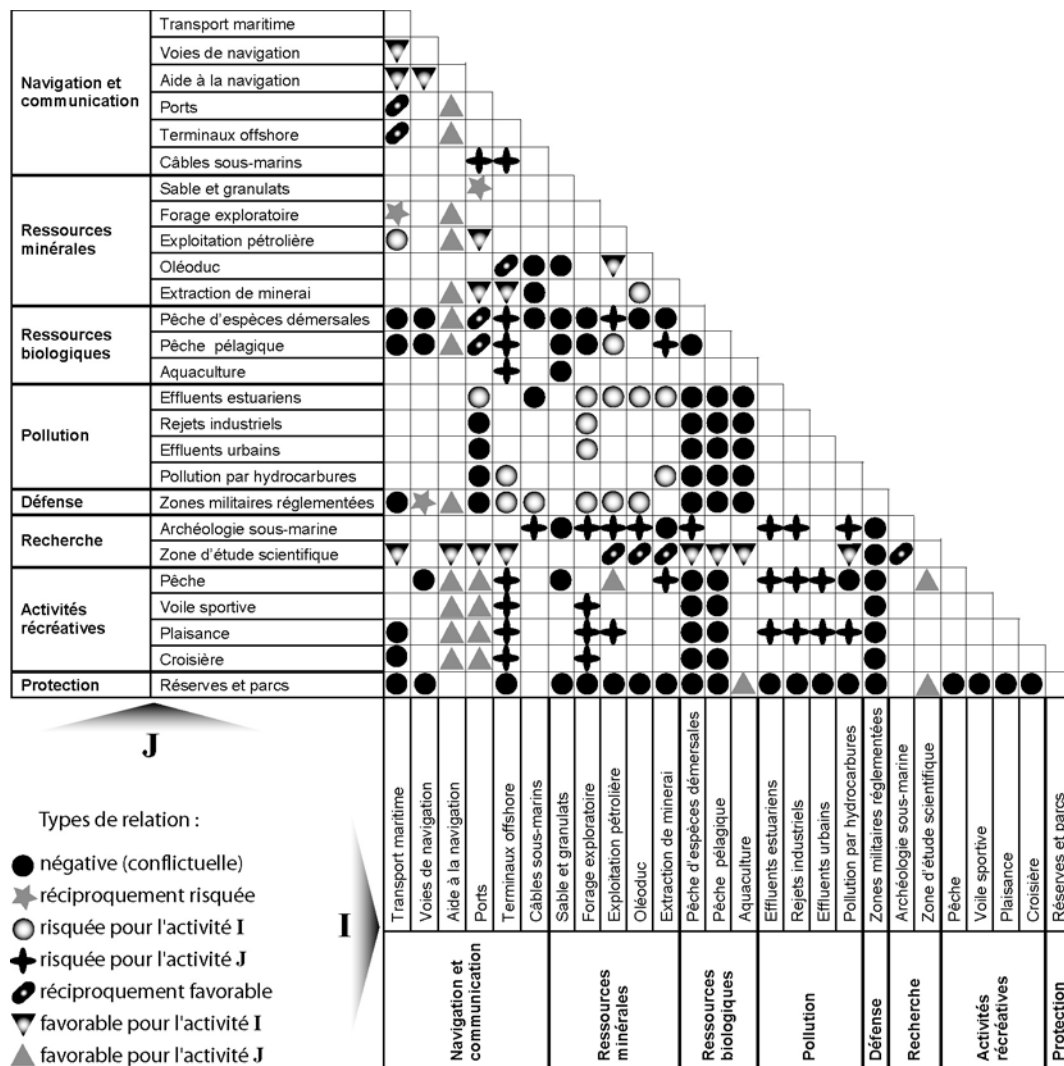 Navigation et
communication
Transport maritime
Voies de navigation
Aide à la navigation
Ports
Terminaux offshore
Câbles sous-marins
Ressources
minérales
Sable et granulats
Forage exploratoire
Exploitation pétrolière
Oléoduc
Extraction de minerai
Ressources
biologiques
Pêche d'espèces démersales
Pêche pélagique
Aquaculture
Pollution
Effluents estuariens
Rejets industriels
Effluents urbains
Pollution par hydrocarbures
Défense
Zones militaires réglementées
Recherche
Archéologie sous-marine
Zone d'étude scientifique
Activités
récréatives
Pêche
Voile sportive
Plaisance
Croisière
Protection
Réserves et parcs
J
Types de relation :
négative (conflictuelle)
réciproquement risquée
risquée pour l'activité I
risquée pour l'activité J
réciproquement favorable
favorable pour l'activité I
favorable pour l'activité J
I
Transport maritime
Voies de navigation
Aide à la navigation
Ports
Terminaux offshore
Câbles sous-marins
Sable et granulats
Forage exploratoire
Exploitation pétrolière
Oléoduc
Extraction de minerai
Pêche d'espèces démersales
Pêche pélagique
Aquaculture
Effluents estuariens
Rejets industriels
Effluents urbains
Pollution par hydrocarbures
Zones militaires réglementées
Archéologie sous-marine
Zone d'étude scientifique
Pêche
Voile sportive
Plaisance
Croisière
Réserves et parcs
Navigation et
communication
Ressources
minérales
Ressources
biologiques
Pollution
Défense
Recherche
Activités
récréatives
Protection